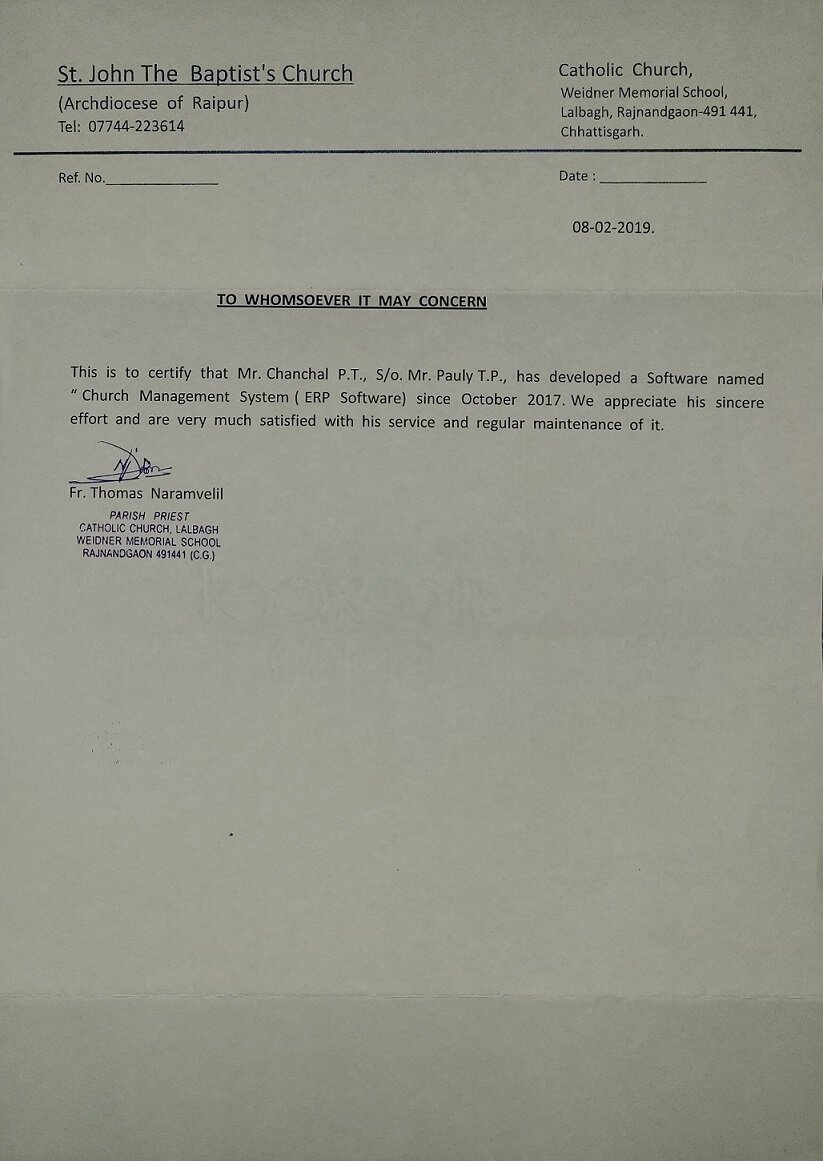 St. John The Baptist's Church
(Archdiocese of Raipur)
Tel: 07744-223614
Catholic Church,
Weidner Memorial School,
Lalbagh, Rajnandgaon-491 441,
Chhattisgarh.
Ref. No.______________
Date : ______________
08-02-2019.
TO WHOMSOEVER IT MAY CONCERN
This is to certify that Mr. Chanchal P.T., S/o. Mr. Pauly T.P., has developed a Software named
“ Church Management System ( ERP Software) since October 2017. We appreciate his sincere
effort and are very much satisfied with his service and regular maintenance of it.
Fr. Thomas Naramvelil
PARISH PRIEST
CATHOLIC CHURCH, LALBAGH
WEIDNER MEMORIAL SCHOOL
RAJNANDGAON 491441 (C.G.)